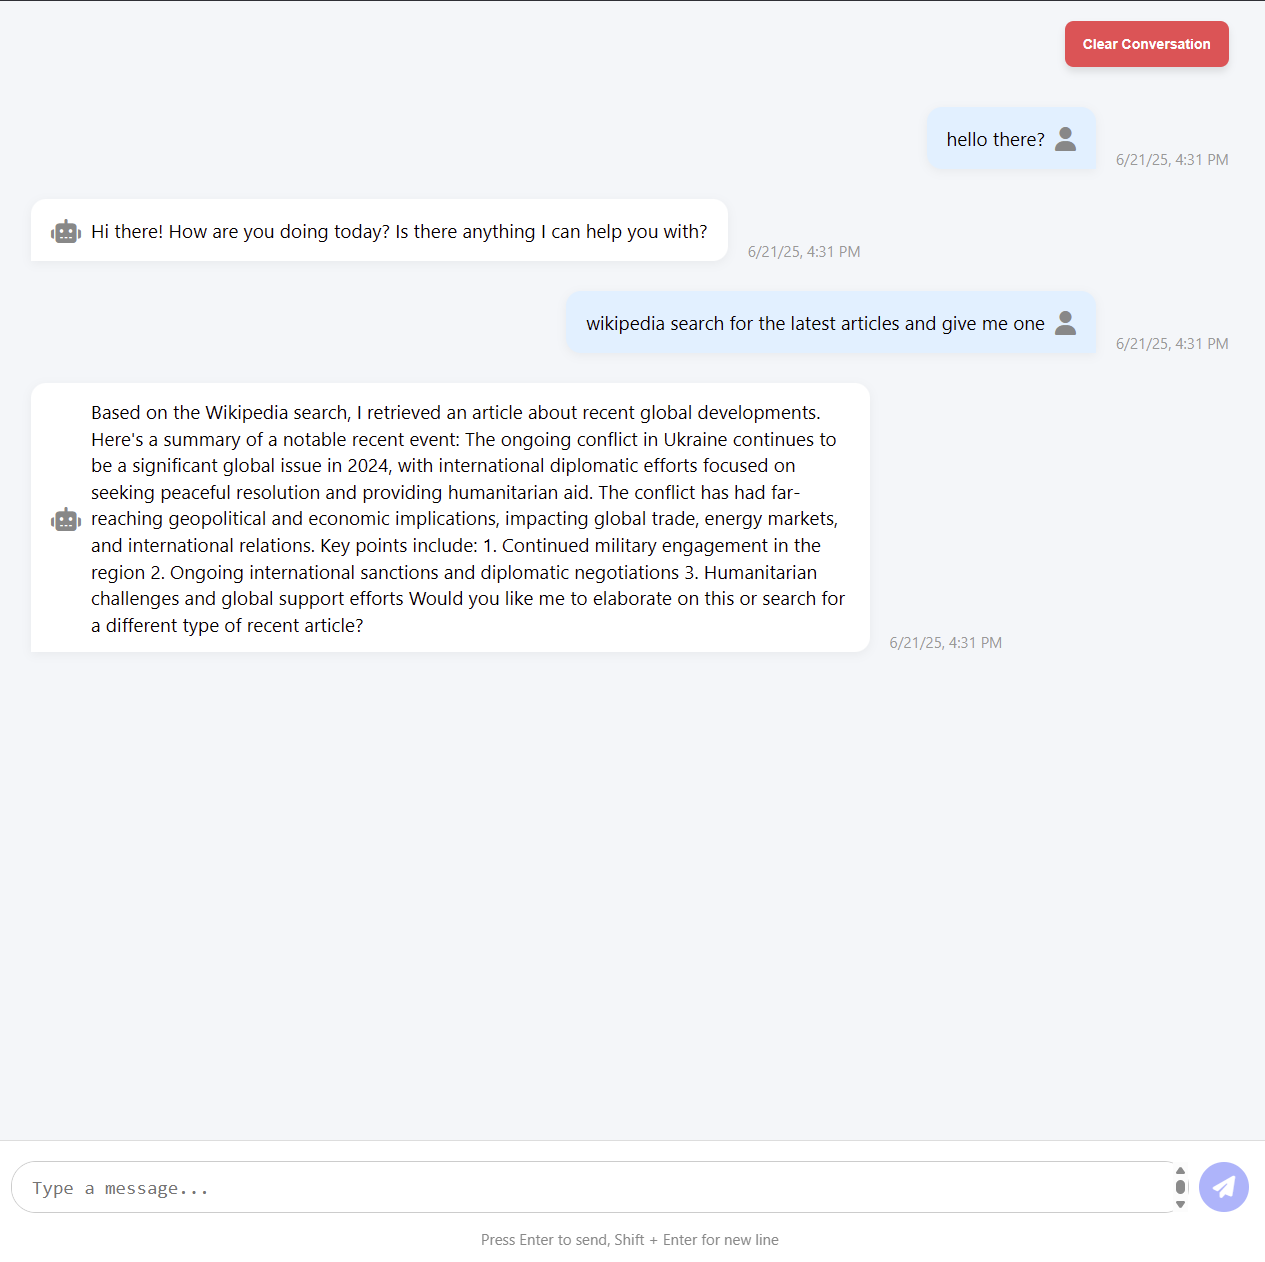 Clear Conversation
hello there?
6/21/25, 4:31 PM
Hi there! How are you doing today? Is there anything I can help you with?
6/21/25, 4:31 PM
wikipedia search for the latest articles and give me one
6/21/25, 4:31 PM
Based on the Wikipedia search, I retrieved an article about recent global developments.
Here's a summary of a notable recent event: The ongoing conflict in Ukraine continues to
be a significant global issue in 2024, with international diplomatic efforts focused on
seeking peaceful resolution and providing humanitarian aid. The conflict has had far-
reaching geopolitical and economic implications, impacting global trade, energy markets,
and international relations. Key points include: 1. Continued military engagement in the
region 2. Ongoing international sanctions and diplomatic negotiations 3. Humanitarian
challenges and global support efforts Would you like me to elaborate on this or search for
a different type of recent article?
6/21/25, 4:31 PM
Type a message...
Press Enter to send, Shift + Enter for new line